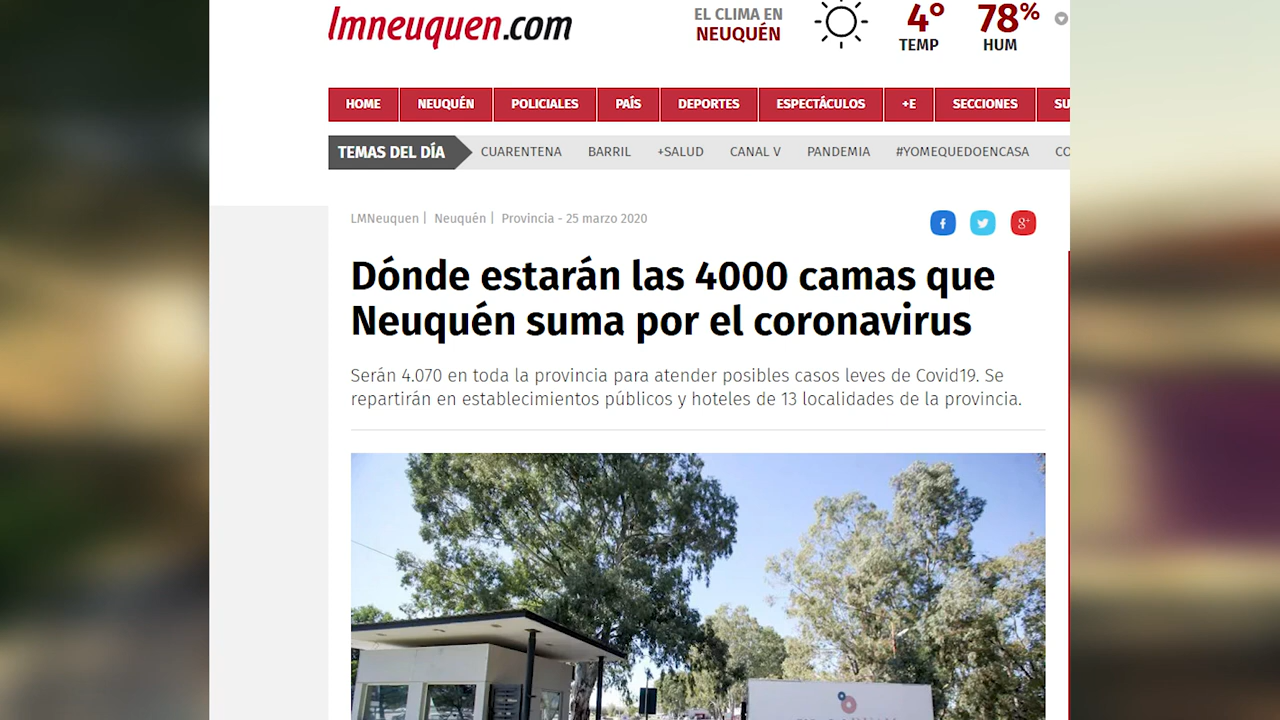 lmneuquen.com
EL CLIMA EN
NEUQUÉN
4°
TEMP
78%
HUM
HOME NEUQUÉN POLICIALES PAÍS DEPORTES ESPECTÁCULOS +E SECCIONES SU
TEMAS DEL DÍA CUARENTENA BARRIL +SALUD CANAL V PANDEMIA #YOMEQUEDOENCASA CO
LMNeuquen | Neuquén | Provincia - 25 marzo 2020
f
g+
Dónde estarán las 4000 camas que
Neuquén suma por el coronavirus
Serán 4.070 en toda la provincia para atender posibles casos leves de Covid19. Se
repartirán en establecimientos públicos y hoteles de 13 localidades de la provincia.